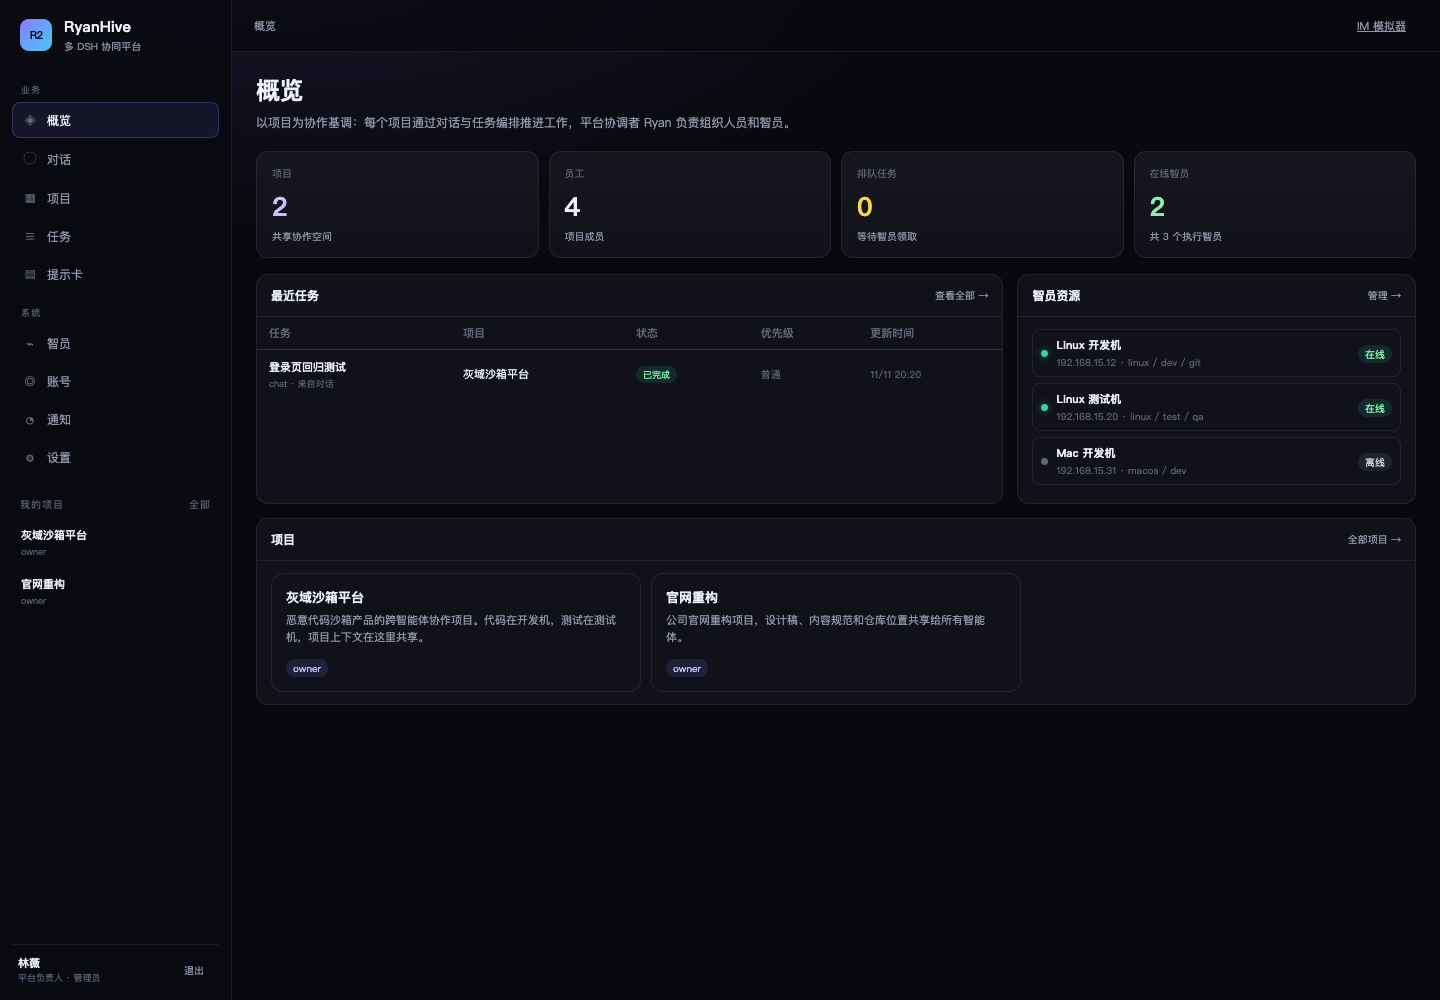 R2
RyanHive
多 DSH 协同平台
业务
概览
对话
项目
任务
提示卡
系统
智员
账号
通知
设置
我的项目
全部
灰域沙箱平台
owner
官网重构
owner
林薇
平台负责人 · 管理员
退出
概览
IM 模拟器
概览
以项目为协作基调：每个项目通过对话与任务编排推进工作，平台协调者 Ryan 负责组织人员和智员。
项目
2
共享协作空间
员工
4
项目成员
排队任务
0
等待智员领取
在线智员
2
共 3 个执行智员
最近任务
查看全部 →
任务
项目
状态
优先级
更新时间
登录页回归测试
chat · 来自对话
灰域沙箱平台
已完成
普通
11/11 20:20
智员资源
管理 →
Linux 开发机
192.168.15.12 · linux / dev / git
在线
Linux 测试机
192.168.15.20 · linux / test / qa
在线
Mac 开发机
192.168.15.31 · macos / dev
离线
项目
全部项目 →
灰域沙箱平台
恶意代码沙箱产品的跨智能体协作项目。代码在开发机，测试在测试
机，项目上下文在这里共享。
owner
官网重构
公司官网重构项目，设计稿、内容规范和仓库位置共享给所有智能
体。
owner